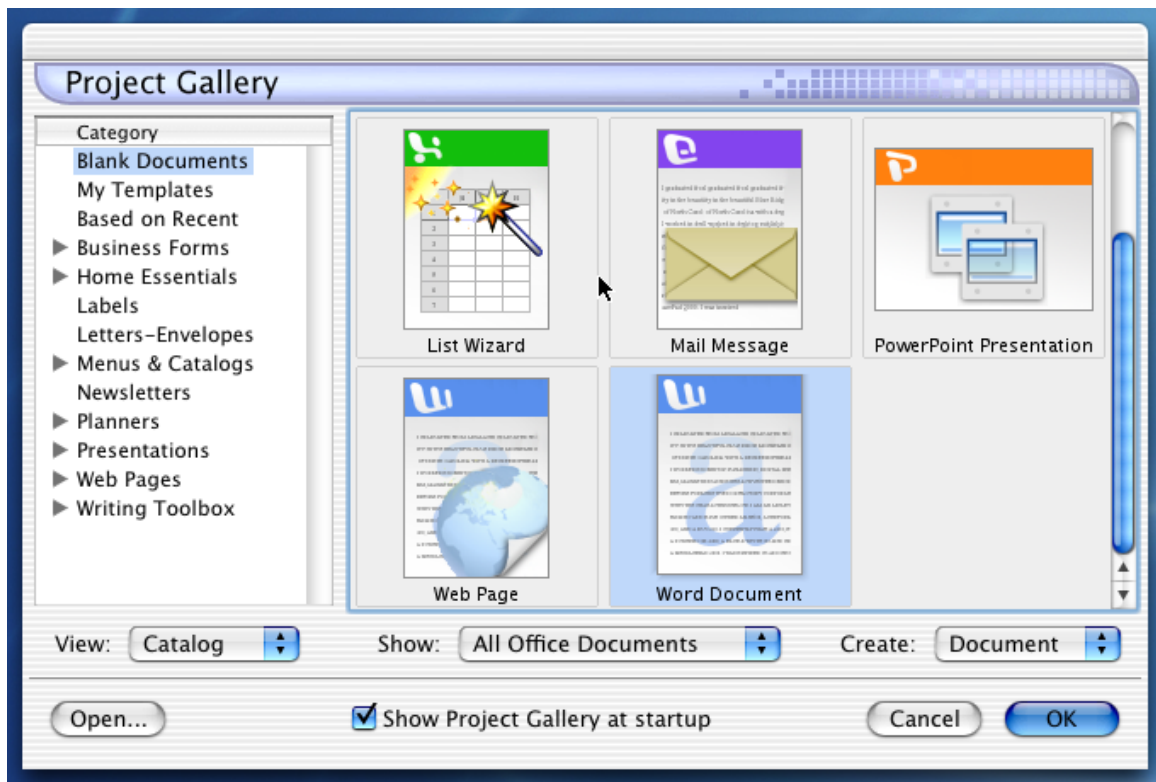 Project Gallery
Category
Blank Documents
My Templates
Based on Recent
Business Forms
Home Essentials
Labels
Letters-Envelopes
Menus & Catalogs
Newsletters
Planners
Presentations
Web Pages
Writing Toolbox
List Wizard
Mail Message
PowerPoint Presentation
Web Page
Word Document
View: Catalog
Show: All Office Documents
Create: Document
Open...
Show Project Gallery at startup
Cancel
OK